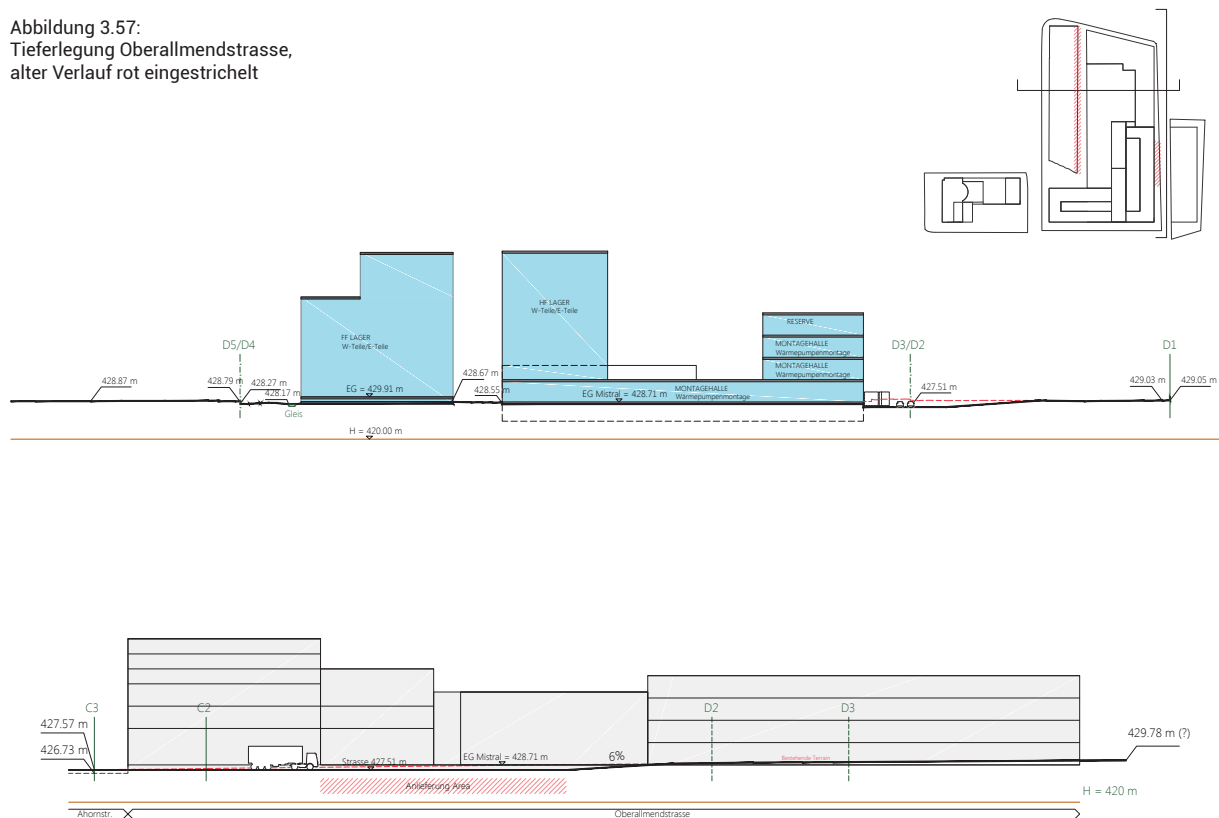 Abbildung 3.57:
Tieferlegung Oberallmendstrasse,
alter Verlauf rot eingestrichelt
HF LAGER
W-Teile/E-Teile
RESERVE
FF LAGER
W-Teile/E-Teile
D5/D4
MONTAGEHALLE
Wärmepumpenmontage
D3/D2
D1
MONTAGEHALLE
Wärmepumpenmontage
428.87 m
428.79 m
428.27 m
428.17 m
Gleis
EG = 429.91 m
428.67 m
428.55 m
EG Mistral = 428.71 m
MONTAGEHALLE
Wärmepumpenmontage
427.51 m
429.03 m
429.05 m
H = 420.00 m
C3
C2
D2
D3
427.57 m
426.73 m
Strasse 427.51 m
EG Mistral = 428.71 m
6%
Bestehende Terrain
429.78 m (?)
Anlieferung Area
H = 420 m
Ahornstr.
Oberallmendstrasse